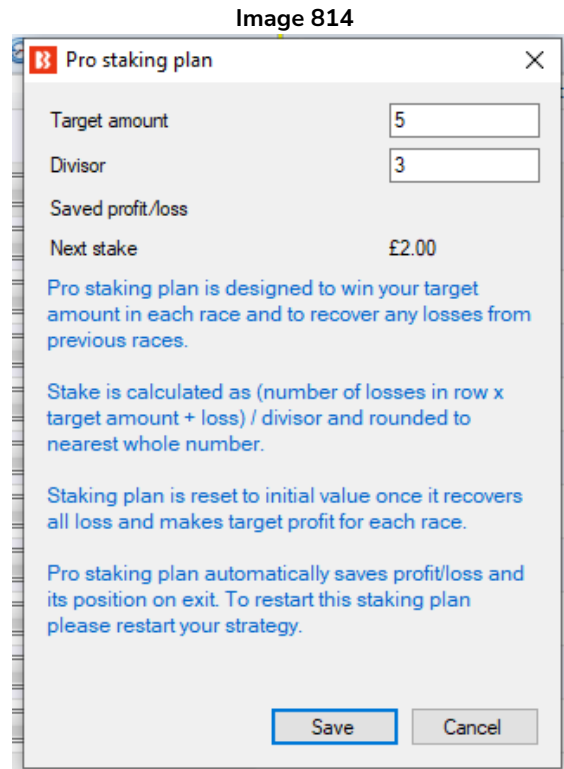 Image 814
Pro staking plan
Target amount 5
Divisor 3
Saved profit/loss
Next stake £2.00
Pro staking plan is designed to win your target
amount in each race and to recover any losses from
previous races.
Stake is calculated as (number of losses in row x
target amount + loss) / divisor and rounded to
nearest whole number.
Staking plan is reset to initial value once it recovers
all loss and makes target profit for each race.
Pro staking plan automatically saves profit/loss and
its position on exit. To restart this staking plan
please restart your strategy.
Save Cancel